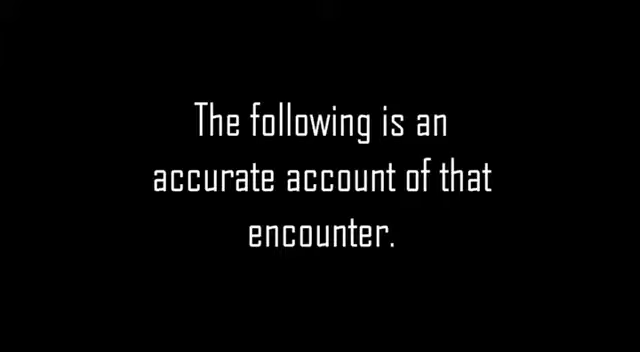 The following is an
accurate account of that
encounter.